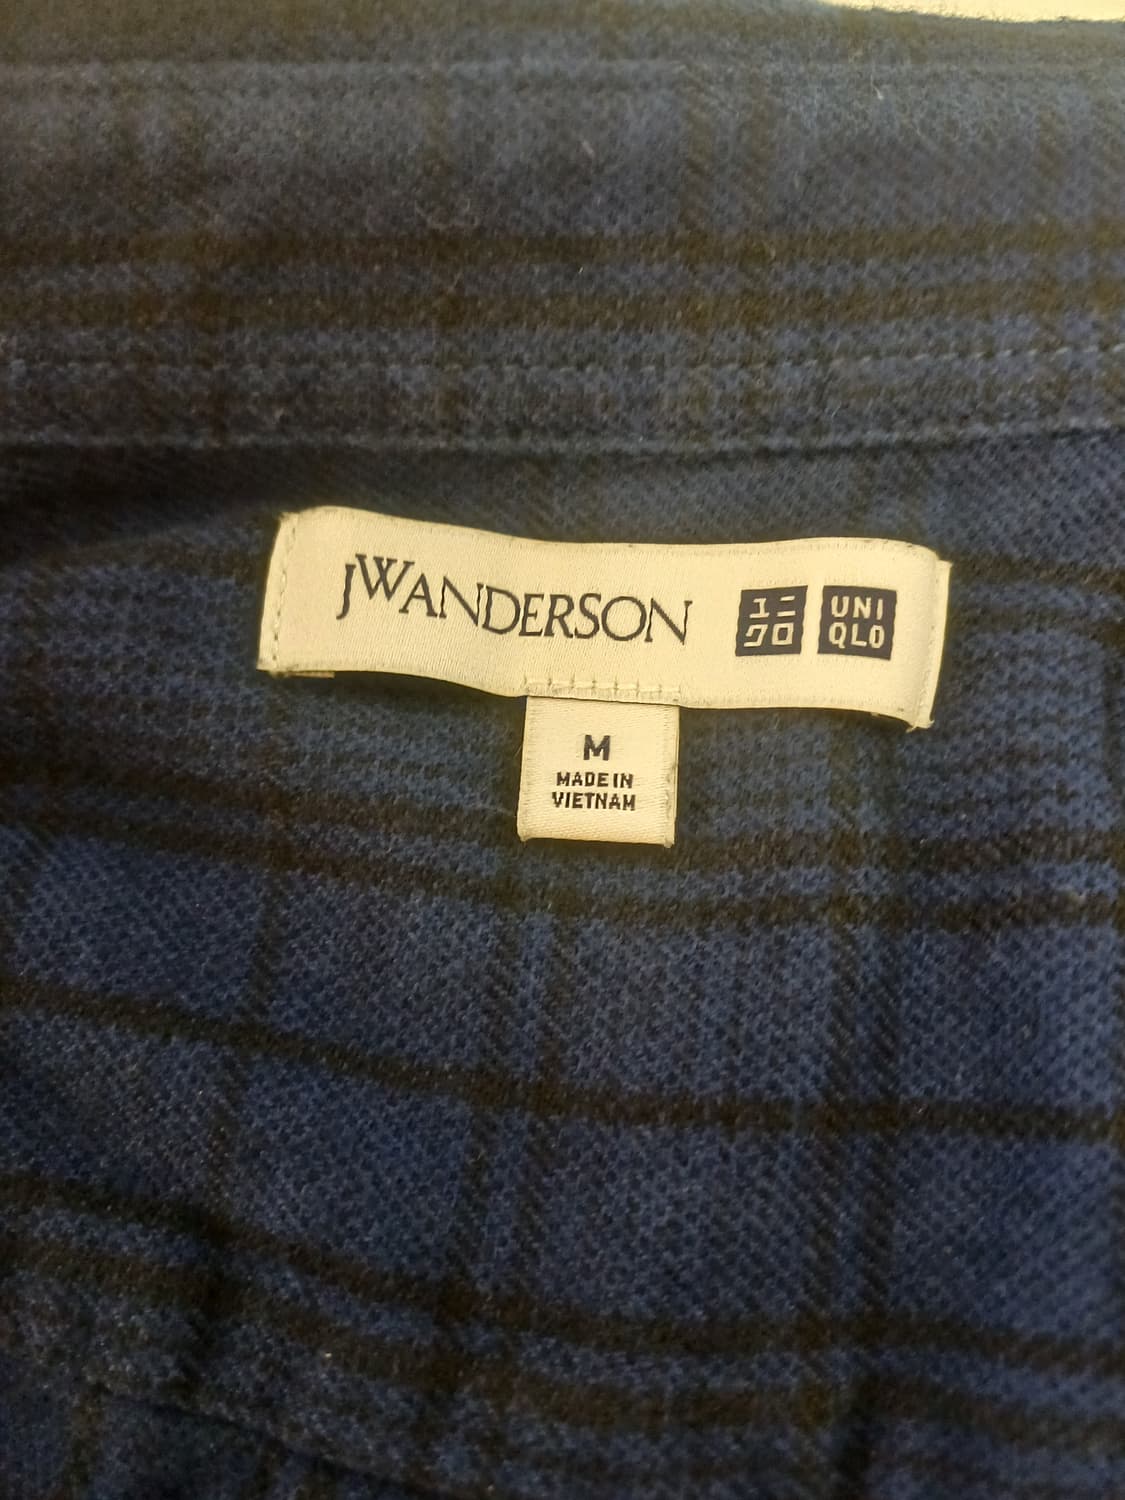 JWANDERSON
ユニ
クロ
UNI
QLO
M
MADE IN
VIETNAM